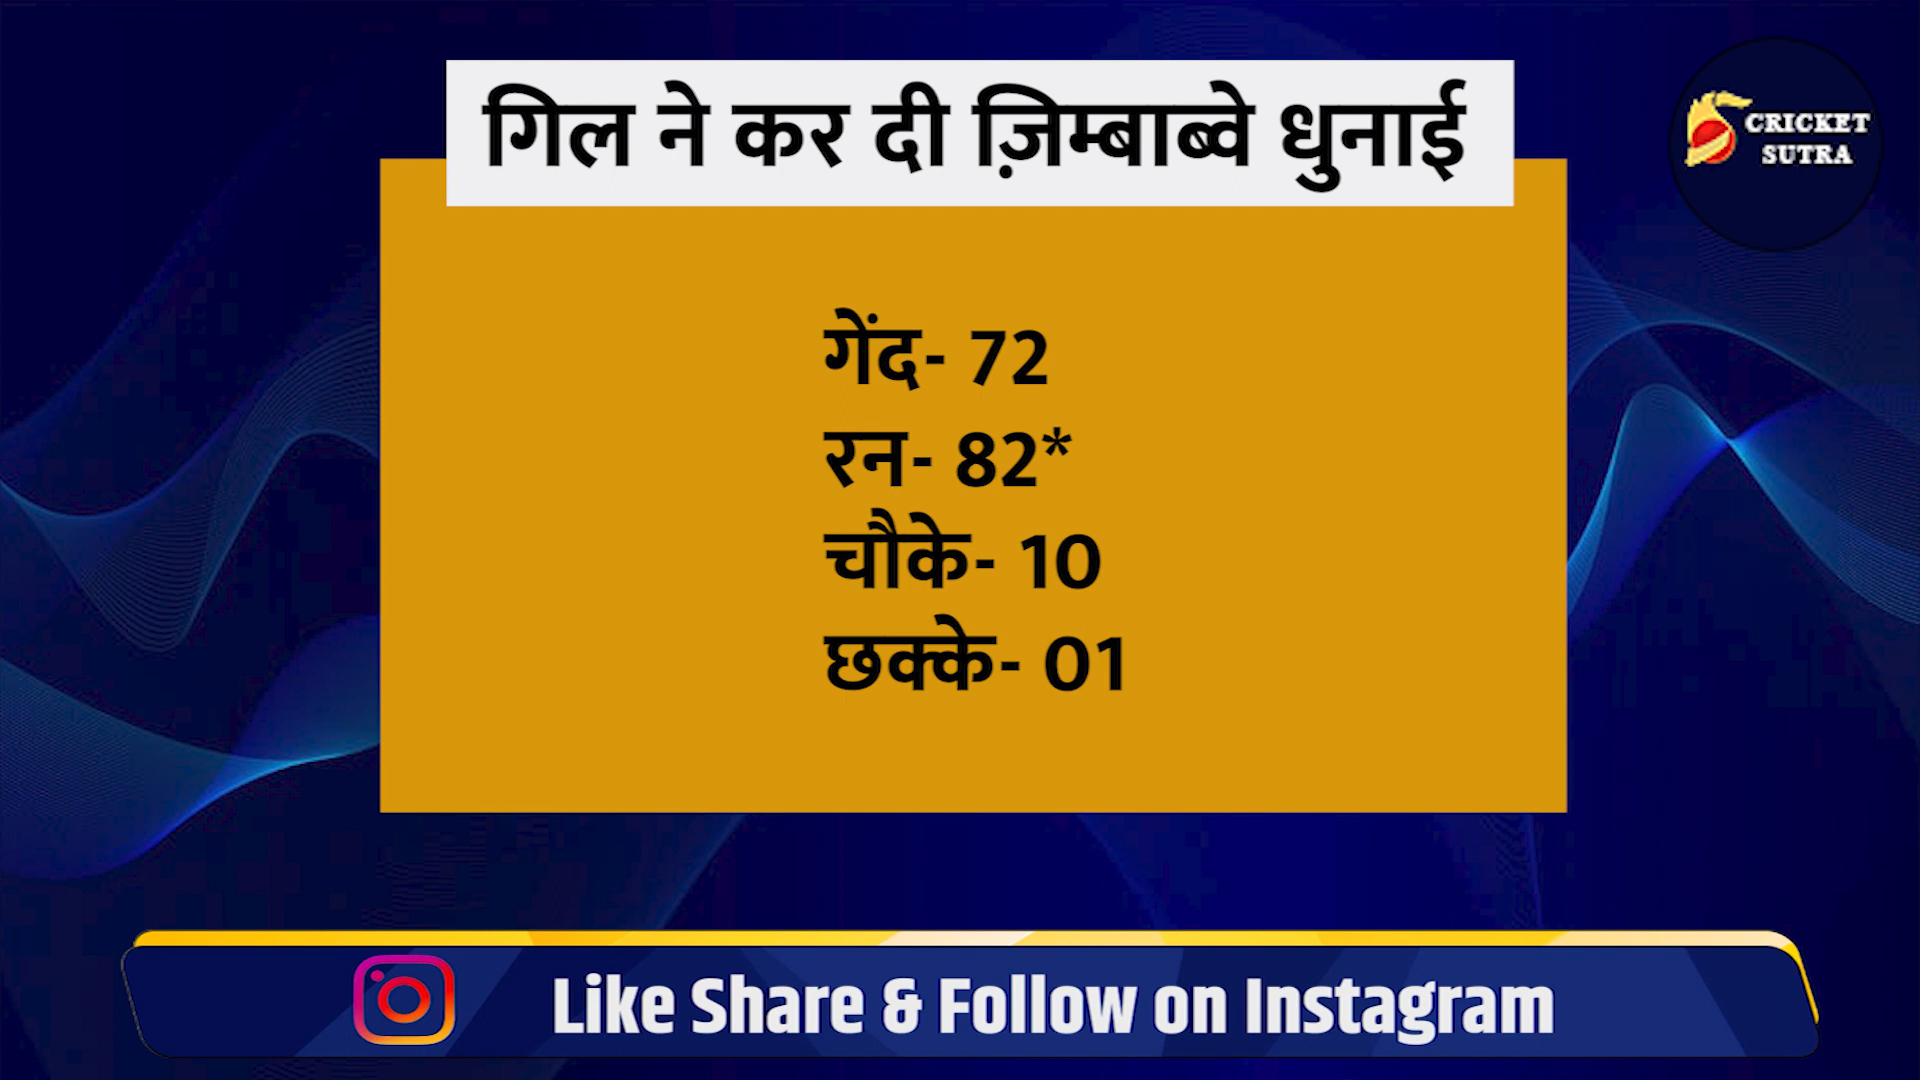 गिल ने कर दी ज़िम्बाब्वे धुनाई
CRICKET
SUTRA
गेंद- 72
रन- 82*
चौके- 10
छक्के- 01
Like Share & Follow on Instagram